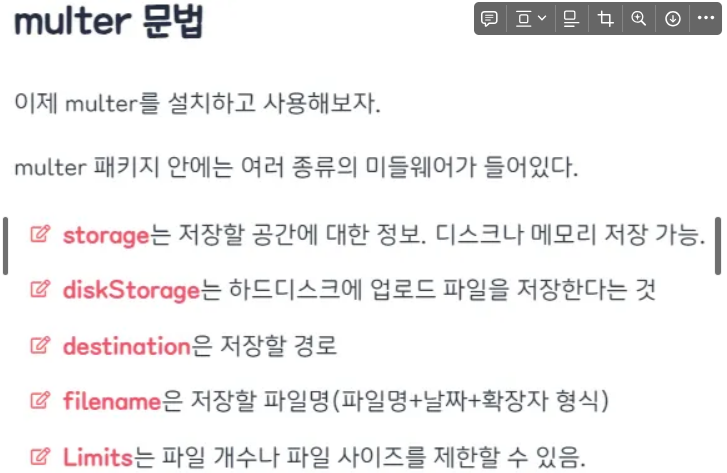 multer 문법
이제 multer를 설치하고 사용해보자.
multer 패키지 안에는 여러 종류의 미들웨어가 들어있다.
storage는 저장할 공간에 대한 정보. 디스크나 메모리 저장 가능.
diskStorage는 하드디스크에 업로드 파일을 저장한다는 것
destination은 저장할 경로
filename은 저장할 파일명(파일명+날짜+확장자 형식)
Limits는 파일 개수나 파일 사이즈를 제한할 수 있음.